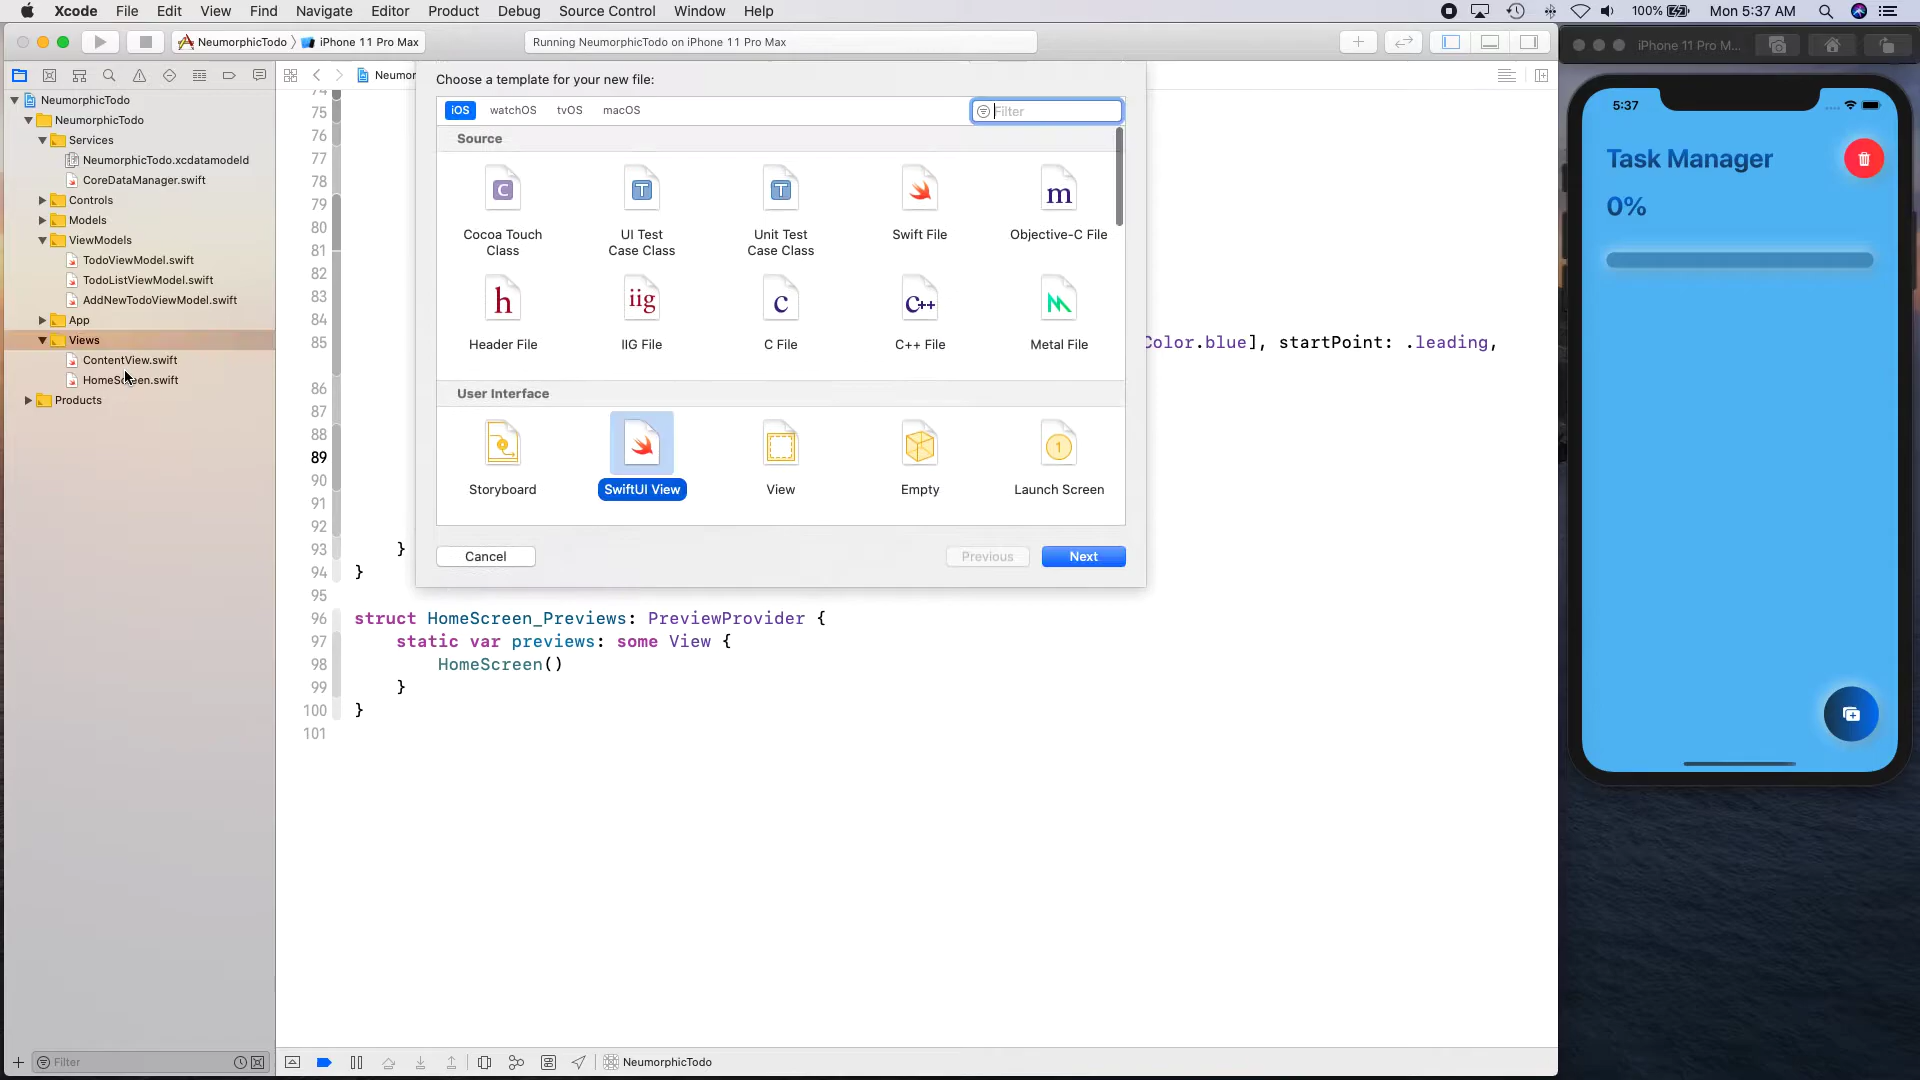 Xcode File Edit View Find Navigate Editor Product Debug Source Control Window Help
100% Mon 5:37 AM
NeumorphicTodo iPhone 11 Pro Max
Running NeumorphicTodo on iPhone 11 Pro Max
iPhone 11 Pro M...
NeumorphicTodo
NeumorphicTodo
Services
NeumorphicTodo.xcdatamodeld
CoreDataManager.swift
Controls
Models
ViewModels
TodoViewModel.swift
TodoListViewModel.swift
AddNewTodoViewModel.swift
App
Views
ContentView.swift
HomeScreen.swift
Products
Filter
Neumor
Choose a template for your new file:
iOS watchOS tvOS macOS
Filter
Source
C
T
T
m
Cocoa Touch Class
UI Test Case Class
Unit Test Case Class
Swift File
Objective-C File
h
iig
c
c++
Header File
IIG File
C File
C++ File
Metal File
User Interface
1
Storyboard
SwiftUI View
View
Empty
Launch Screen
Cancel Previous Next
74
75
76
77
78
79
80
81
82
83
84
85 Color.blue], startPoint: .leading,
86
87
88
89
90
91
92
93 }
94 }
95
96 struct HomeScreen_Previews: PreviewProvider {
97 static var previews: some View {
98 HomeScreen()
99 }
100 }
101
NeumorphicTodo
5:37
Task Manager
0%